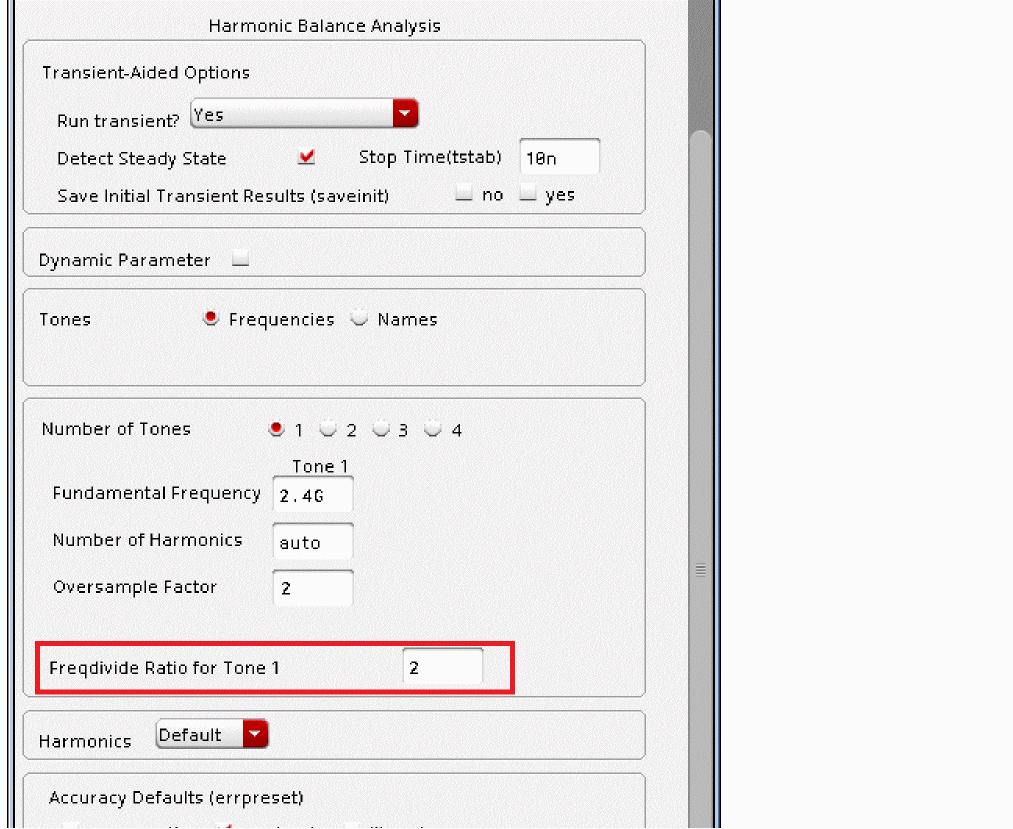 Harmonic Balance Analysis
Transient-Aided Options
Run transient? Yes
Detect Steady State Stop Time(tstab) 10n
Save Initial Transient Results (saveinit) no yes
Dynamic Parameter
Tones Frequencies Names
Number of Tones 1 2 3 4
Tone 1
Fundamental Frequency 2.4G
Number of Harmonics auto
Oversample Factor 2
Freqdivide Ratio for Tone 1 2
Harmonics Default
Accuracy Defaults (errpreset)